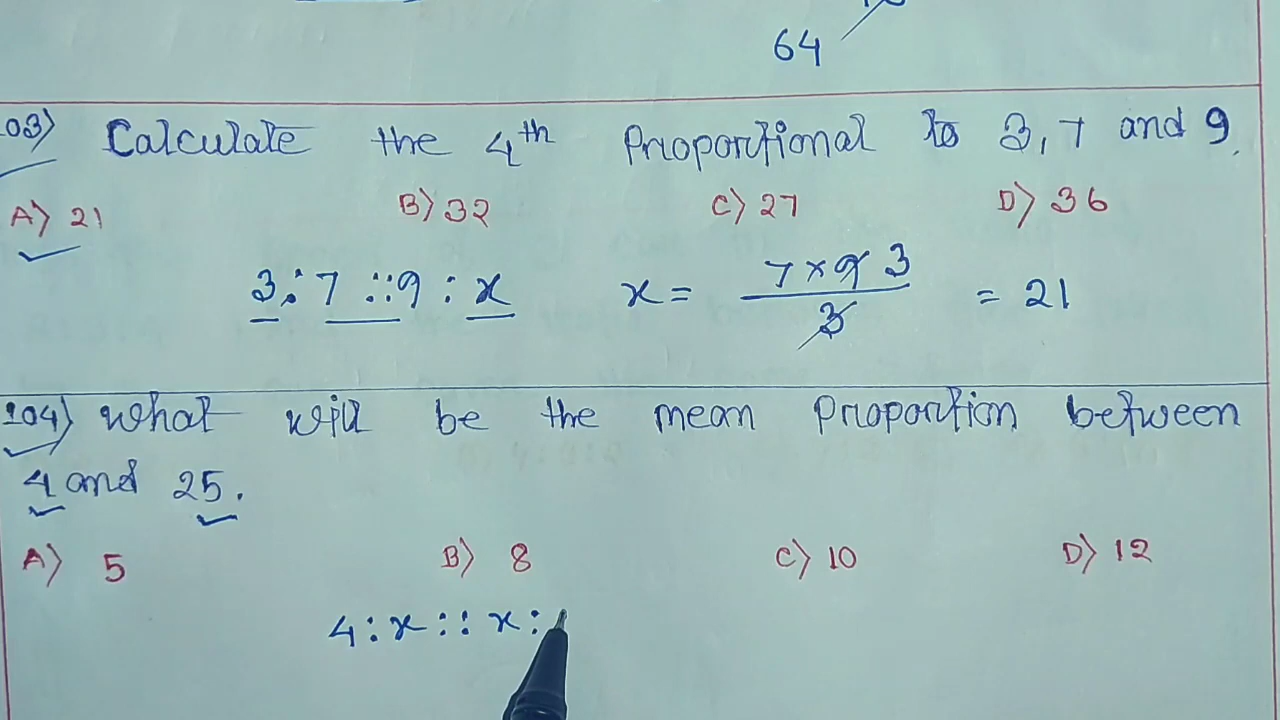 64
03) Calculate the 4th Proportional to 3, 7 and 9.
A) 21 B) 32 C) 27 D) 36
3:7 ::9 : x x = 7 x 9 3 / 3 = 21
204) What will be the mean Proportion between
4 and 25.
A) 5 B) 8 C) 10 D) 12
4 : x :: x :